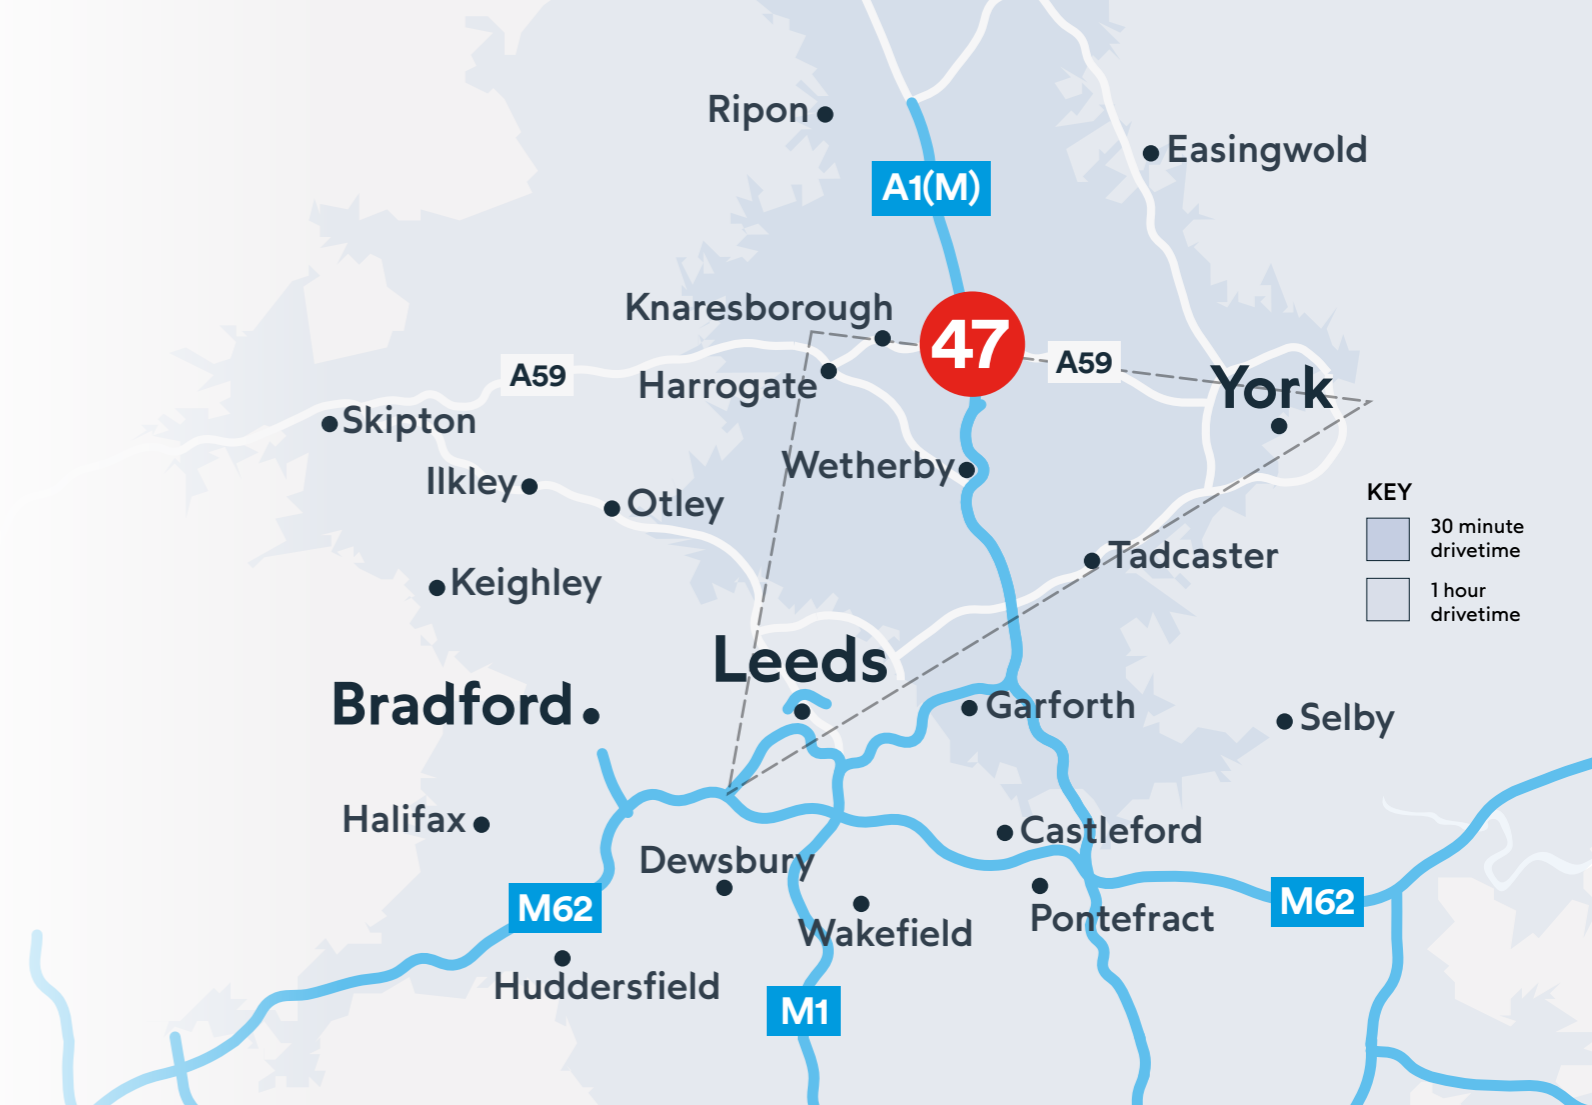 Ripon
Easingwold
A1(M)
Knaresborough
47
A59
A59
Harrogate
York
Skipton
Wetherby
Ilkley
Otley
KEY
30 minute
drivetime
Tadcaster
Keighley
1 hour
drivetime
Leeds
Bradford
Garforth
Selby
Halifax
Castleford
Dewsbury
M62
M62
Pontefract
Wakefield
Huddersfield
M1